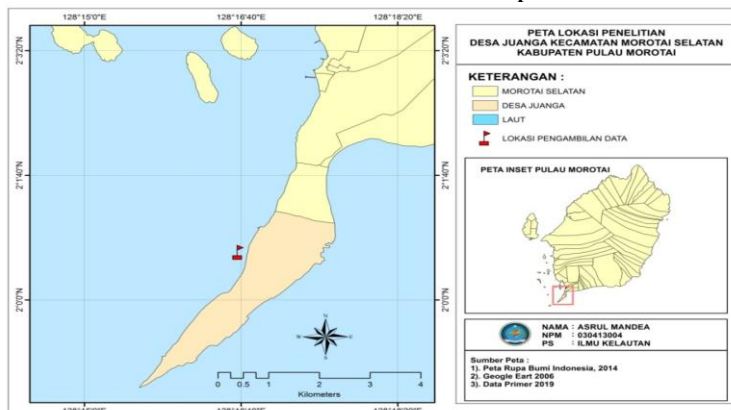 128°15'0"E
128°16'40"E
128°18'20"E
2°3'20"N
2°3'20"N
2°1'40"N
2°1'40"N
2°0'0"N
2°0'0"N
N
0 0.5 1 2 3 4
Kilometers
PETA LOKASI PENELITIAN
DESA JUANGA KECAMATAN MOROTAI SELATAN
KABUPATEN PULAU MOROTAI
KETERANGAN :
MOROTAI SELATAN
DESA JUANGA
LAUT
LOKASI PENGAMBILAN DATA
PETA INSET PULAU MOROTAI
NAMA : ASRUL MANDEA
NPM : 030413004
PS : ILMU KELAUTAN
Sumber Peta :
1). Peta Rupa Bumi Indonesia, 2014
2). Geogle Eart 2006
3). Data Primer 2019